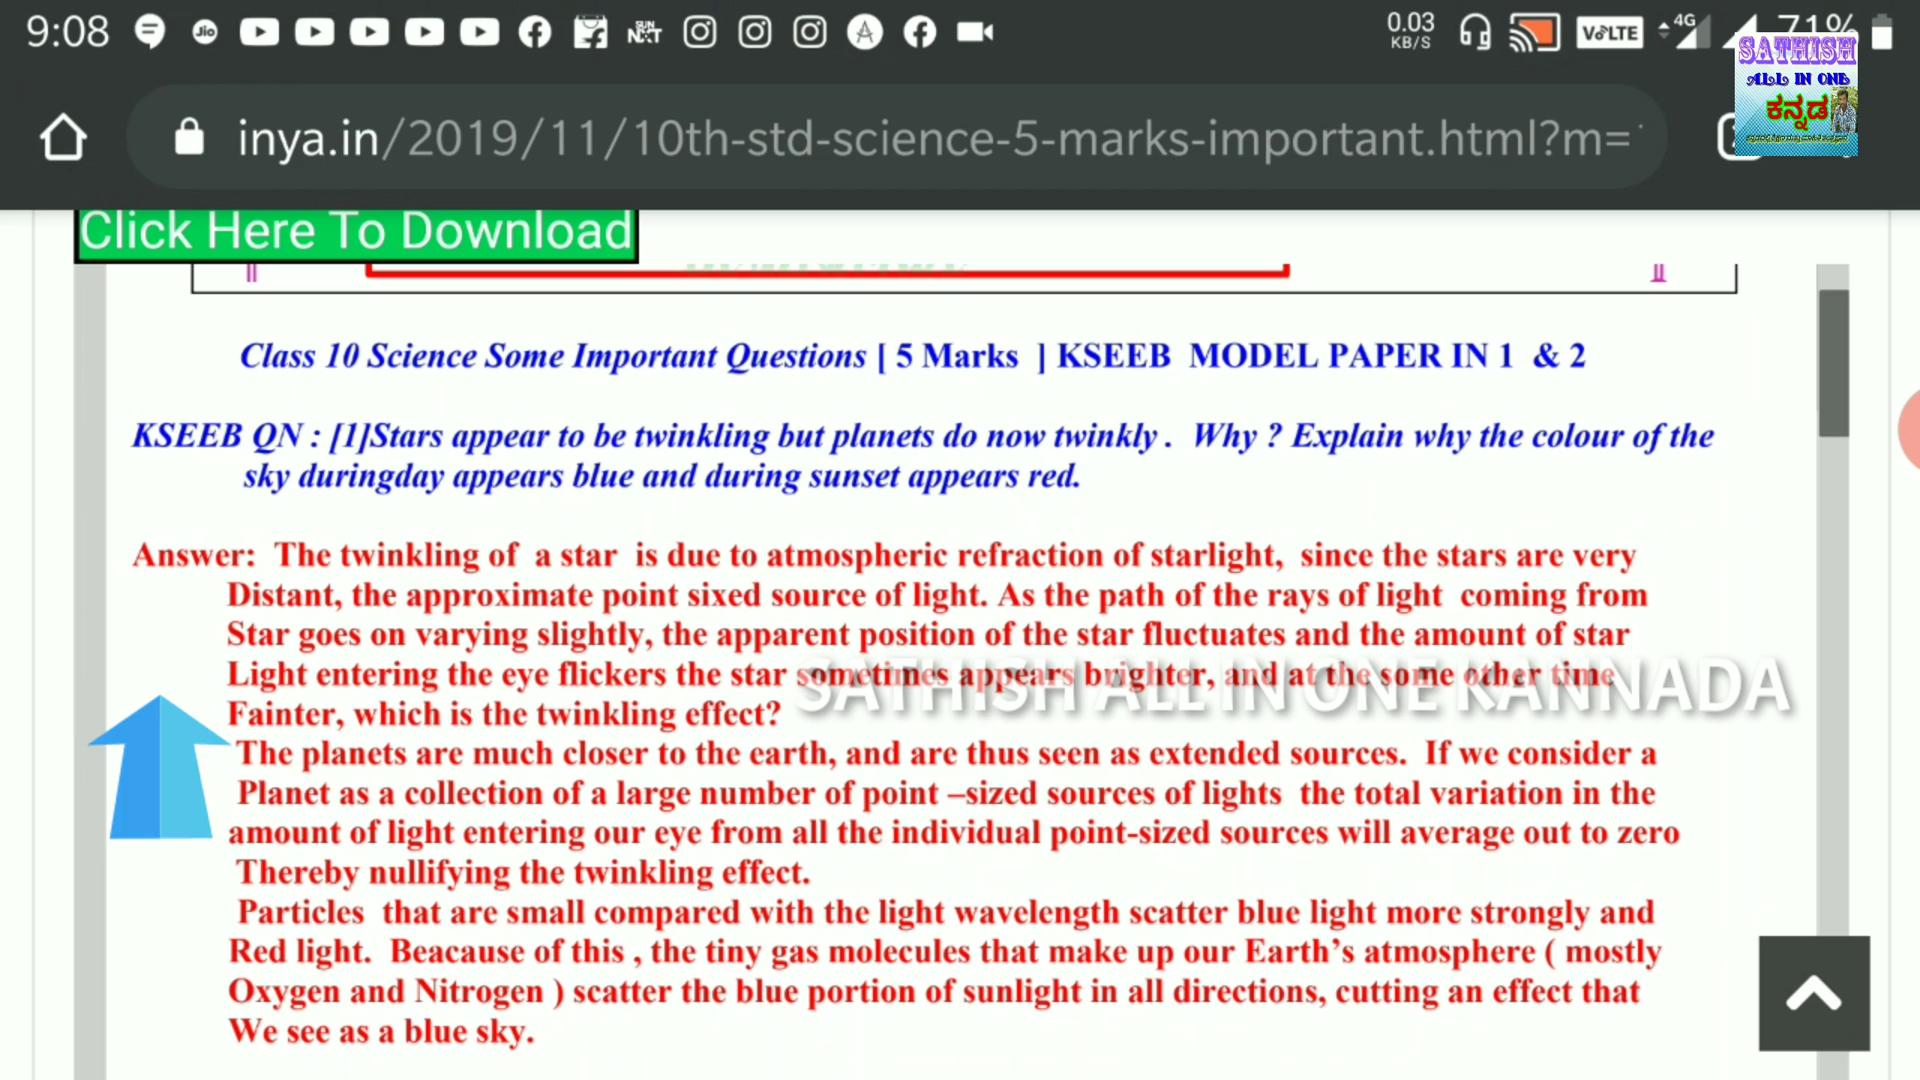 9:08
Jio
SUN NXT
0.03 KB/S
VoLTE
4G
71%
SATHISH
ALL IN ONE
ಕನ್ನಡ
inya.in/2019/11/10th-std-science-5-marks-important.html?m=
Click Here To Download
Class 10 Science Some Important Questions [ 5 Marks ] KSEEB MODEL PAPER IN 1 & 2
KSEEB QN : [1]Stars appear to be twinkling but planets do now twinkly . Why ? Explain why the colour of the
sky duringday appears blue and during sunset appears red.
Answer: The twinkling of a star is due to atmospheric refraction of starlight, since the stars are very
Distant, the approximate point sixed source of light. As the path of the rays of light coming from
Star goes on varying slightly, the apparent position of the star fluctuates and the amount of star
Light entering the eye flickers the star sometimes appears brighter, and at the some other time
SATHISH ALL IN ONE KANNADA
Fainter, which is the twinkling effect?
The planets are much closer to the earth, and are thus seen as extended sources. If we consider a
Planet as a collection of a large number of point –sized sources of lights the total variation in the
amount of light entering our eye from all the individual point-sized sources will average out to zero
Thereby nullifying the twinkling effect.
Particles that are small compared with the light wavelength scatter blue light more strongly and
Red light. Beacause of this , the tiny gas molecules that make up our Earth’s atmosphere ( mostly
Oxygen and Nitrogen ) scatter the blue portion of sunlight in all directions, cutting an effect that
We see as a blue sky.